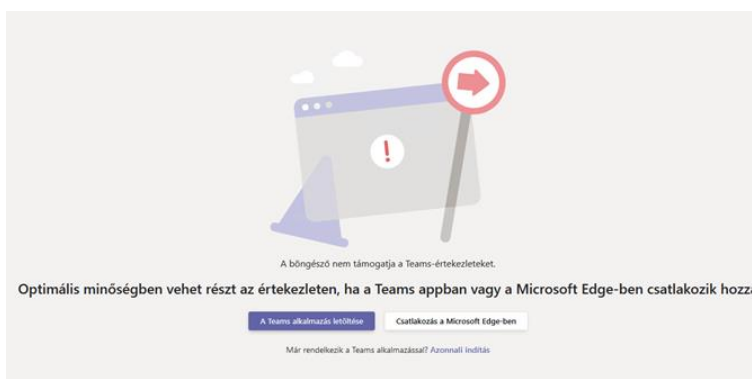 A böngésző nem támogatja a Teams-értekezleteket.
Optimális minőségben vehet részt az értekezleten, ha a Teams appban vagy a Microsoft Edge-ben csatlakozik hozzá
A Teams alkalmazás letöltése
Csatlakozás a Microsoft Edge-ben
Már rendelkezik a Teams alkalmazással? Azonnali indítás